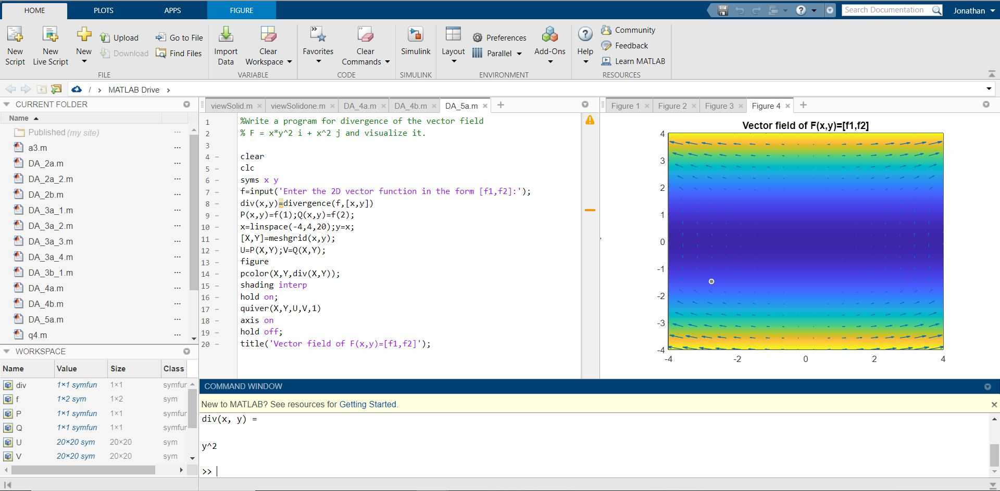 HOME PLOTS APPS FIGURE Search Documentation Jonathan
New Script
New Live Script
New
Upload
Download
Go to File
Find Files
FILE
Import Data
Clear Workspace
VARIABLE
Favorites
Clear Commands
CODE
Simulink
SIMULINK
Layout
Preferences
Parallel
Add-Ons
ENVIRONMENT
Help
Community
Feedback
Learn MATLAB
RESOURCES
/ > MATLAB Drive >
CURRENT FOLDER
Name
Published (my site)
a3.m
DA_2a.m
DA_2a_2.m
DA_2b.m
DA_3a_1.m
DA_3a_2.m
DA_3a_3.m
DA_3a_4.m
DA_3b_1.m
DA_4a.m
DA_4b.m
DA_5a.m
q4.m
WORKSPACE
Name Value Size Class
div 1×1 symfun 1×1 symfun
f 1×2 sym 1×2 sym
P 1×1 symfun 1×1 symfun
Q 1×1 symfun 1×1 symfun
U 20×20 sym 20×20 sym
V 20×20 sym 20×20 sym
viewSolid.m viewSolidone.m DA_4a.m DA_4b.m DA_5a.m
1 %Write a program for divergence of the vector field
2 % F = x*y^2 i + x^2 j and visualize it.
3
4 clear
5 clc
6 syms x y
7 f=input('Enter the 2D vector function in the form [f1,f2]:');
8 div(x,y)=divergence(f,[x,y])
9 P(x,y)=f(1);Q(x,y)=f(2);
10 x=linspace(-4,4,20);y=x;
11 [X,Y]=meshgrid(x,y);
12 U=P(X,Y);V=Q(X,Y);
13 figure
14 pcolor(X,Y,div(X,Y));
15 shading interp
16 hold on;
17 quiver(X,Y,U,V,1)
18 axis on
19 hold off;
20 title('Vector field of F(x,y)=[f1,f2]');
Figure 1 Figure 2 Figure 3 Figure 4
Vector field of F(x,y)=[f1,f2]
4
3
2
1
0
-1
-2
-3
-4
-4 -2 0 2 4
COMMAND WINDOW
New to MATLAB? See resources for Getting Started.
div(x, y) =
y^2
>>